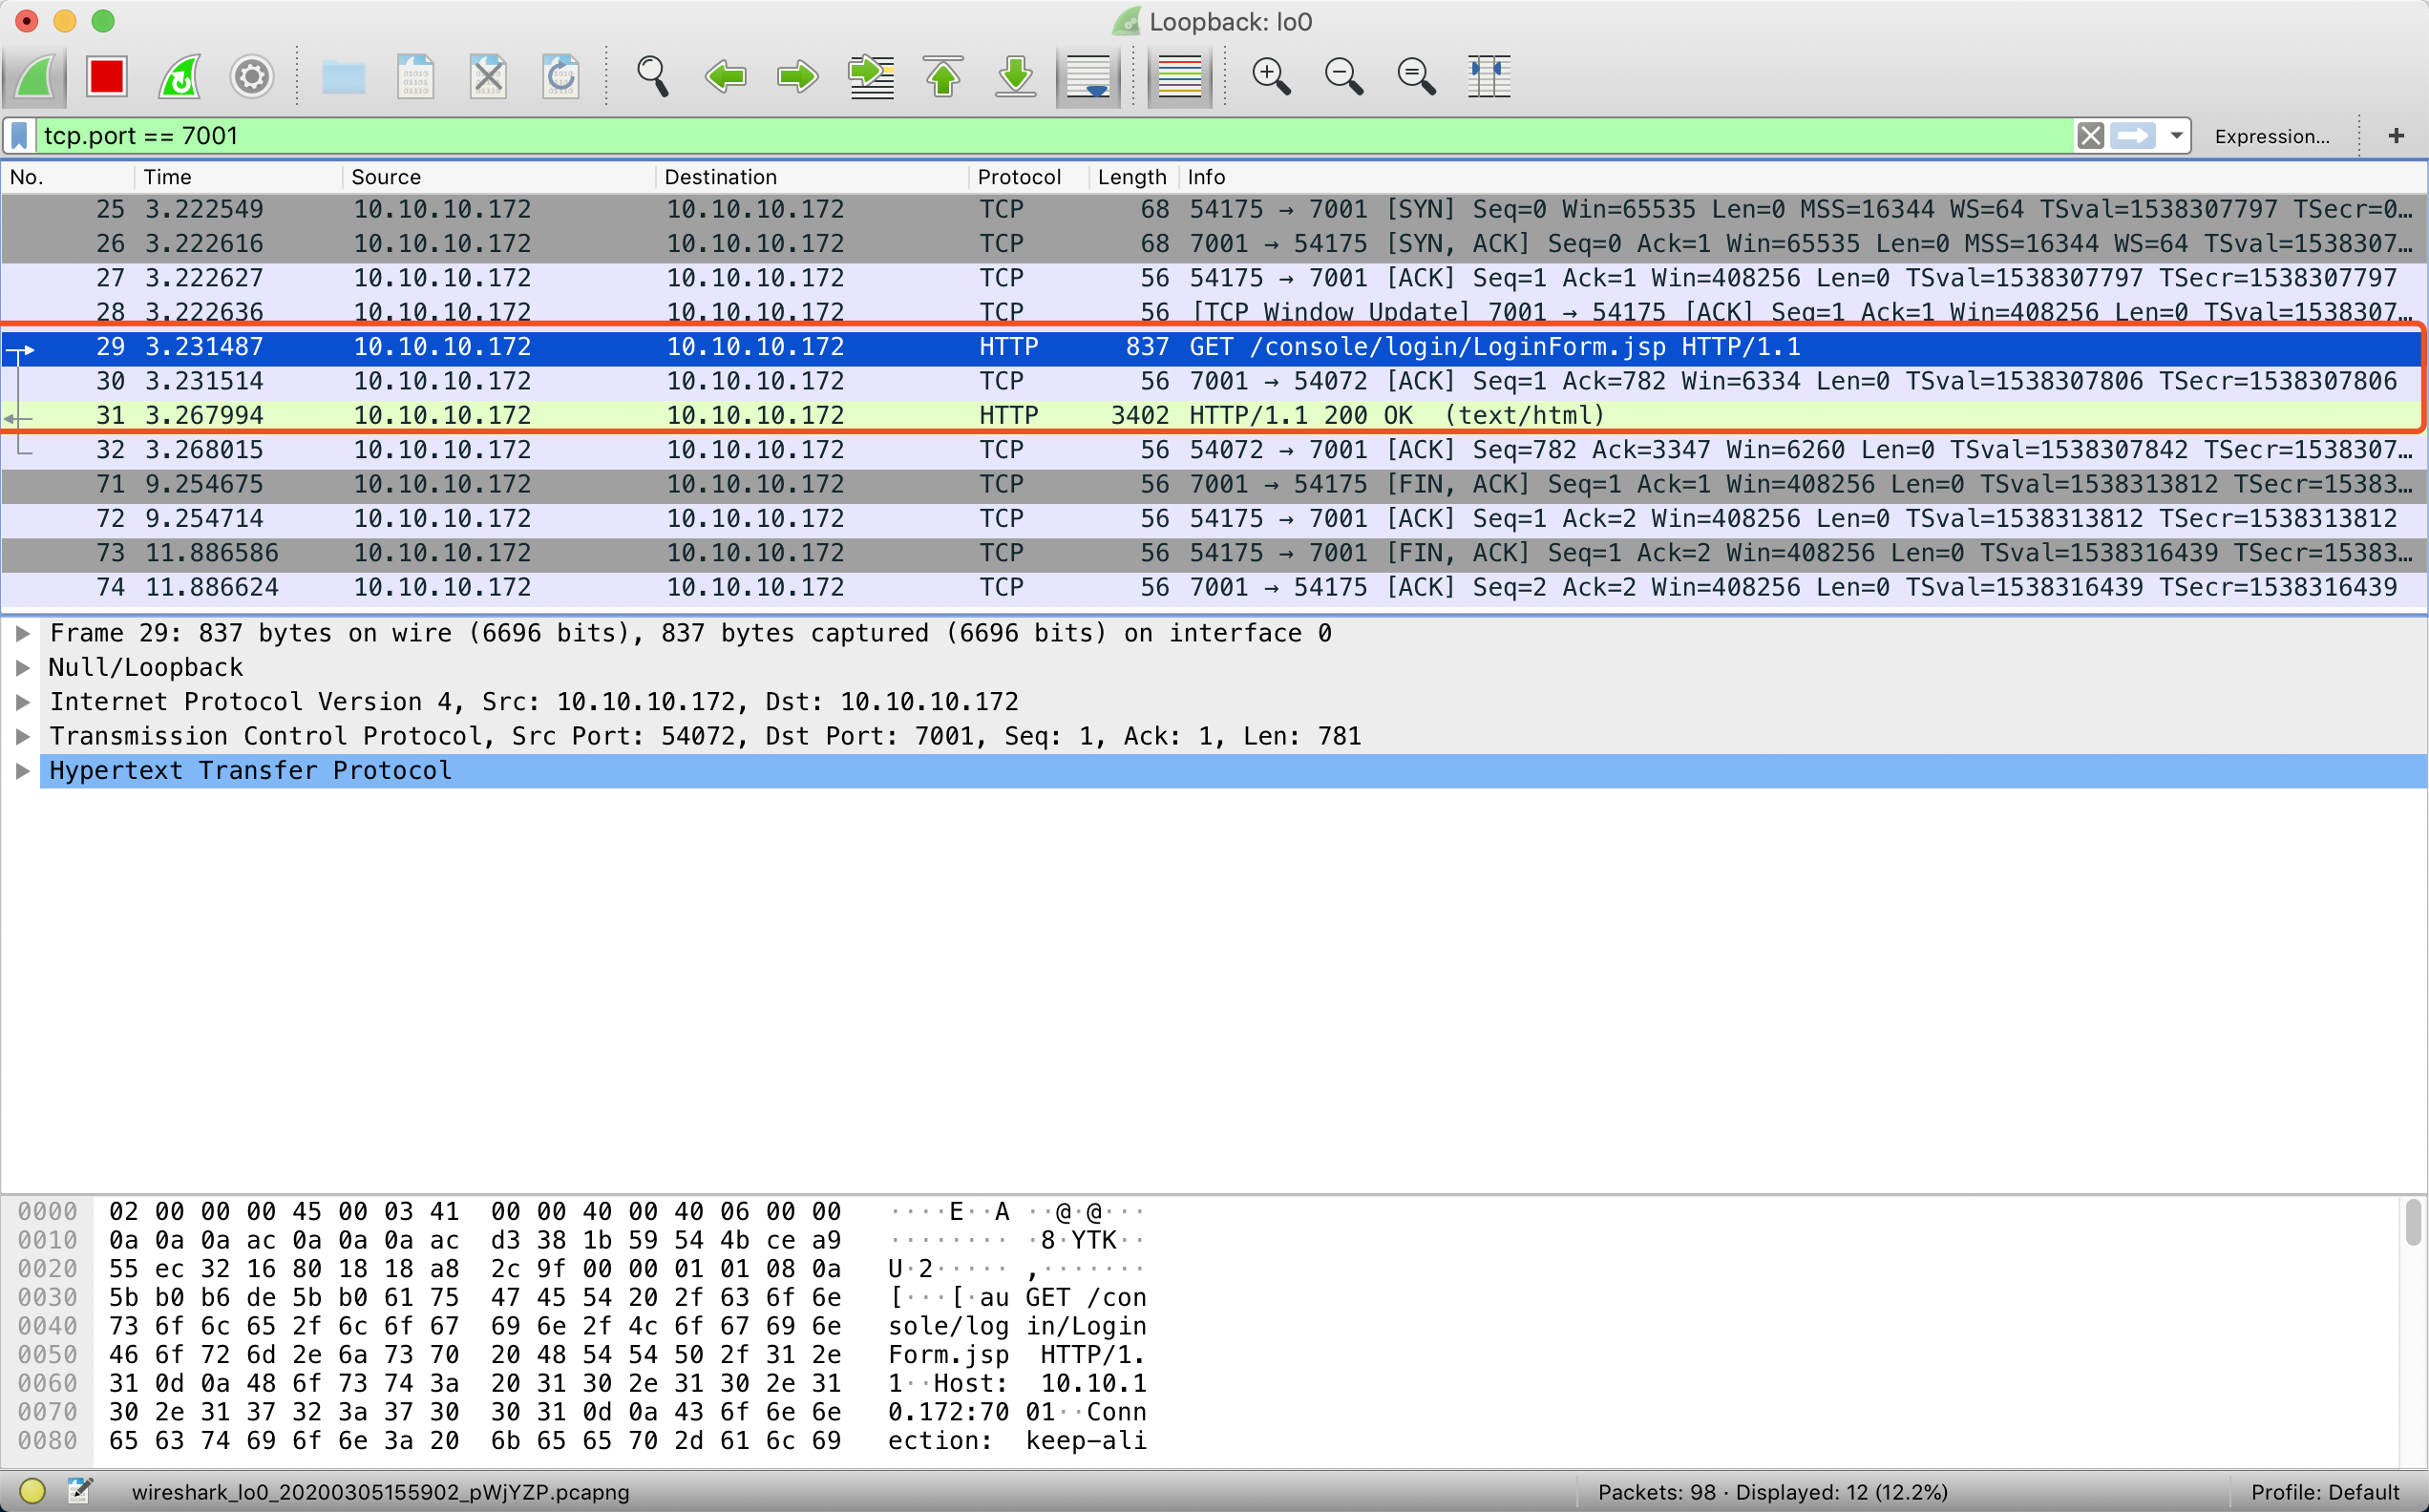 Loopback: lo0
tcp.port == 7001
Expression...
+
No. Time Source Destination Protocol Length Info
25 3.222549 10.10.10.172 10.10.10.172 TCP 68 54175 → 7001 [SYN] Seq=0 Win=65535 Len=0 MSS=16344 WS=64 TSval=1538307797 TSecr=0…
26 3.222616 10.10.10.172 10.10.10.172 TCP 68 7001 → 54175 [SYN, ACK] Seq=0 Ack=1 Win=65535 Len=0 MSS=16344 WS=64 TSval=1538307…
27 3.222627 10.10.10.172 10.10.10.172 TCP 56 54175 → 7001 [ACK] Seq=1 Ack=1 Win=408256 Len=0 TSval=1538307797 TSecr=1538307797
28 3.222636 10.10.10.172 10.10.10.172 TCP 56 [TCP Window Update] 7001 → 54175 [ACK] Seq=1 Ack=1 Win=408256 Len=0 TSval=1538307…
29 3.231487 10.10.10.172 10.10.10.172 HTTP 837 GET /console/login/LoginForm.jsp HTTP/1.1
30 3.231514 10.10.10.172 10.10.10.172 TCP 56 7001 → 54072 [ACK] Seq=1 Ack=782 Win=6334 Len=0 TSval=1538307806 TSecr=1538307806
31 3.267994 10.10.10.172 10.10.10.172 HTTP 3402 HTTP/1.1 200 OK (text/html)
32 3.268015 10.10.10.172 10.10.10.172 TCP 56 54072 → 7001 [ACK] Seq=782 Ack=3347 Win=6260 Len=0 TSval=1538307842 TSecr=1538307…
71 9.254675 10.10.10.172 10.10.10.172 TCP 56 7001 → 54175 [FIN, ACK] Seq=1 Ack=1 Win=408256 Len=0 TSval=1538313812 TSecr=15383…
72 9.254714 10.10.10.172 10.10.10.172 TCP 56 54175 → 7001 [ACK] Seq=1 Ack=2 Win=408256 Len=0 TSval=1538313812 TSecr=1538313812
73 11.886586 10.10.10.172 10.10.10.172 TCP 56 54175 → 7001 [FIN, ACK] Seq=1 Ack=2 Win=408256 Len=0 TSval=1538316439 TSecr=15383…
74 11.886624 10.10.10.172 10.10.10.172 TCP 56 7001 → 54175 [ACK] Seq=2 Ack=2 Win=408256 Len=0 TSval=1538316439 TSecr=1538316439
Frame 29: 837 bytes on wire (6696 bits), 837 bytes captured (6696 bits) on interface 0
Null/Loopback
Internet Protocol Version 4, Src: 10.10.10.172, Dst: 10.10.10.172
Transmission Control Protocol, Src Port: 54072, Dst Port: 7001, Seq: 1, Ack: 1, Len: 781
Hypertext Transfer Protocol
0000 02 00 00 00 45 00 03 41 00 00 40 00 40 06 00 00 ····E··A ··@·@···
0010 0a 0a 0a ac 0a 0a 0a ac d3 38 1b 59 54 4b ce a9 ········ ·8·YTK··
0020 55 ec 32 16 80 18 18 a8 2c 9f 00 00 01 01 08 0a U·2····· ,·······
0030 5b b0 b6 de 5b b0 61 75 47 45 54 20 2f 63 6f 6e [···[·au GET /con
0040 73 6f 6c 65 2f 6c 6f 67 69 6e 2f 4c 6f 67 69 6e sole/log in/Login
0050 46 6f 72 6d 2e 6a 73 70 20 48 54 54 50 2f 31 2e Form.jsp HTTP/1.
0060 31 0d 0a 48 6f 73 74 3a 20 31 30 2e 31 30 2e 31 1··Host: 10.10.1
0070 30 2e 31 37 32 3a 37 30 30 31 0d 0a 43 6f 6e 6e 0.172:70 01··Conn
0080 65 63 74 69 6f 6e 3a 20 6b 65 65 70 2d 61 6c 69 ection: keep-ali
wireshark_lo0_20200305155902_pWjYZP.pcapng
Packets: 98 · Displayed: 12 (12.2%)
Profile: Default